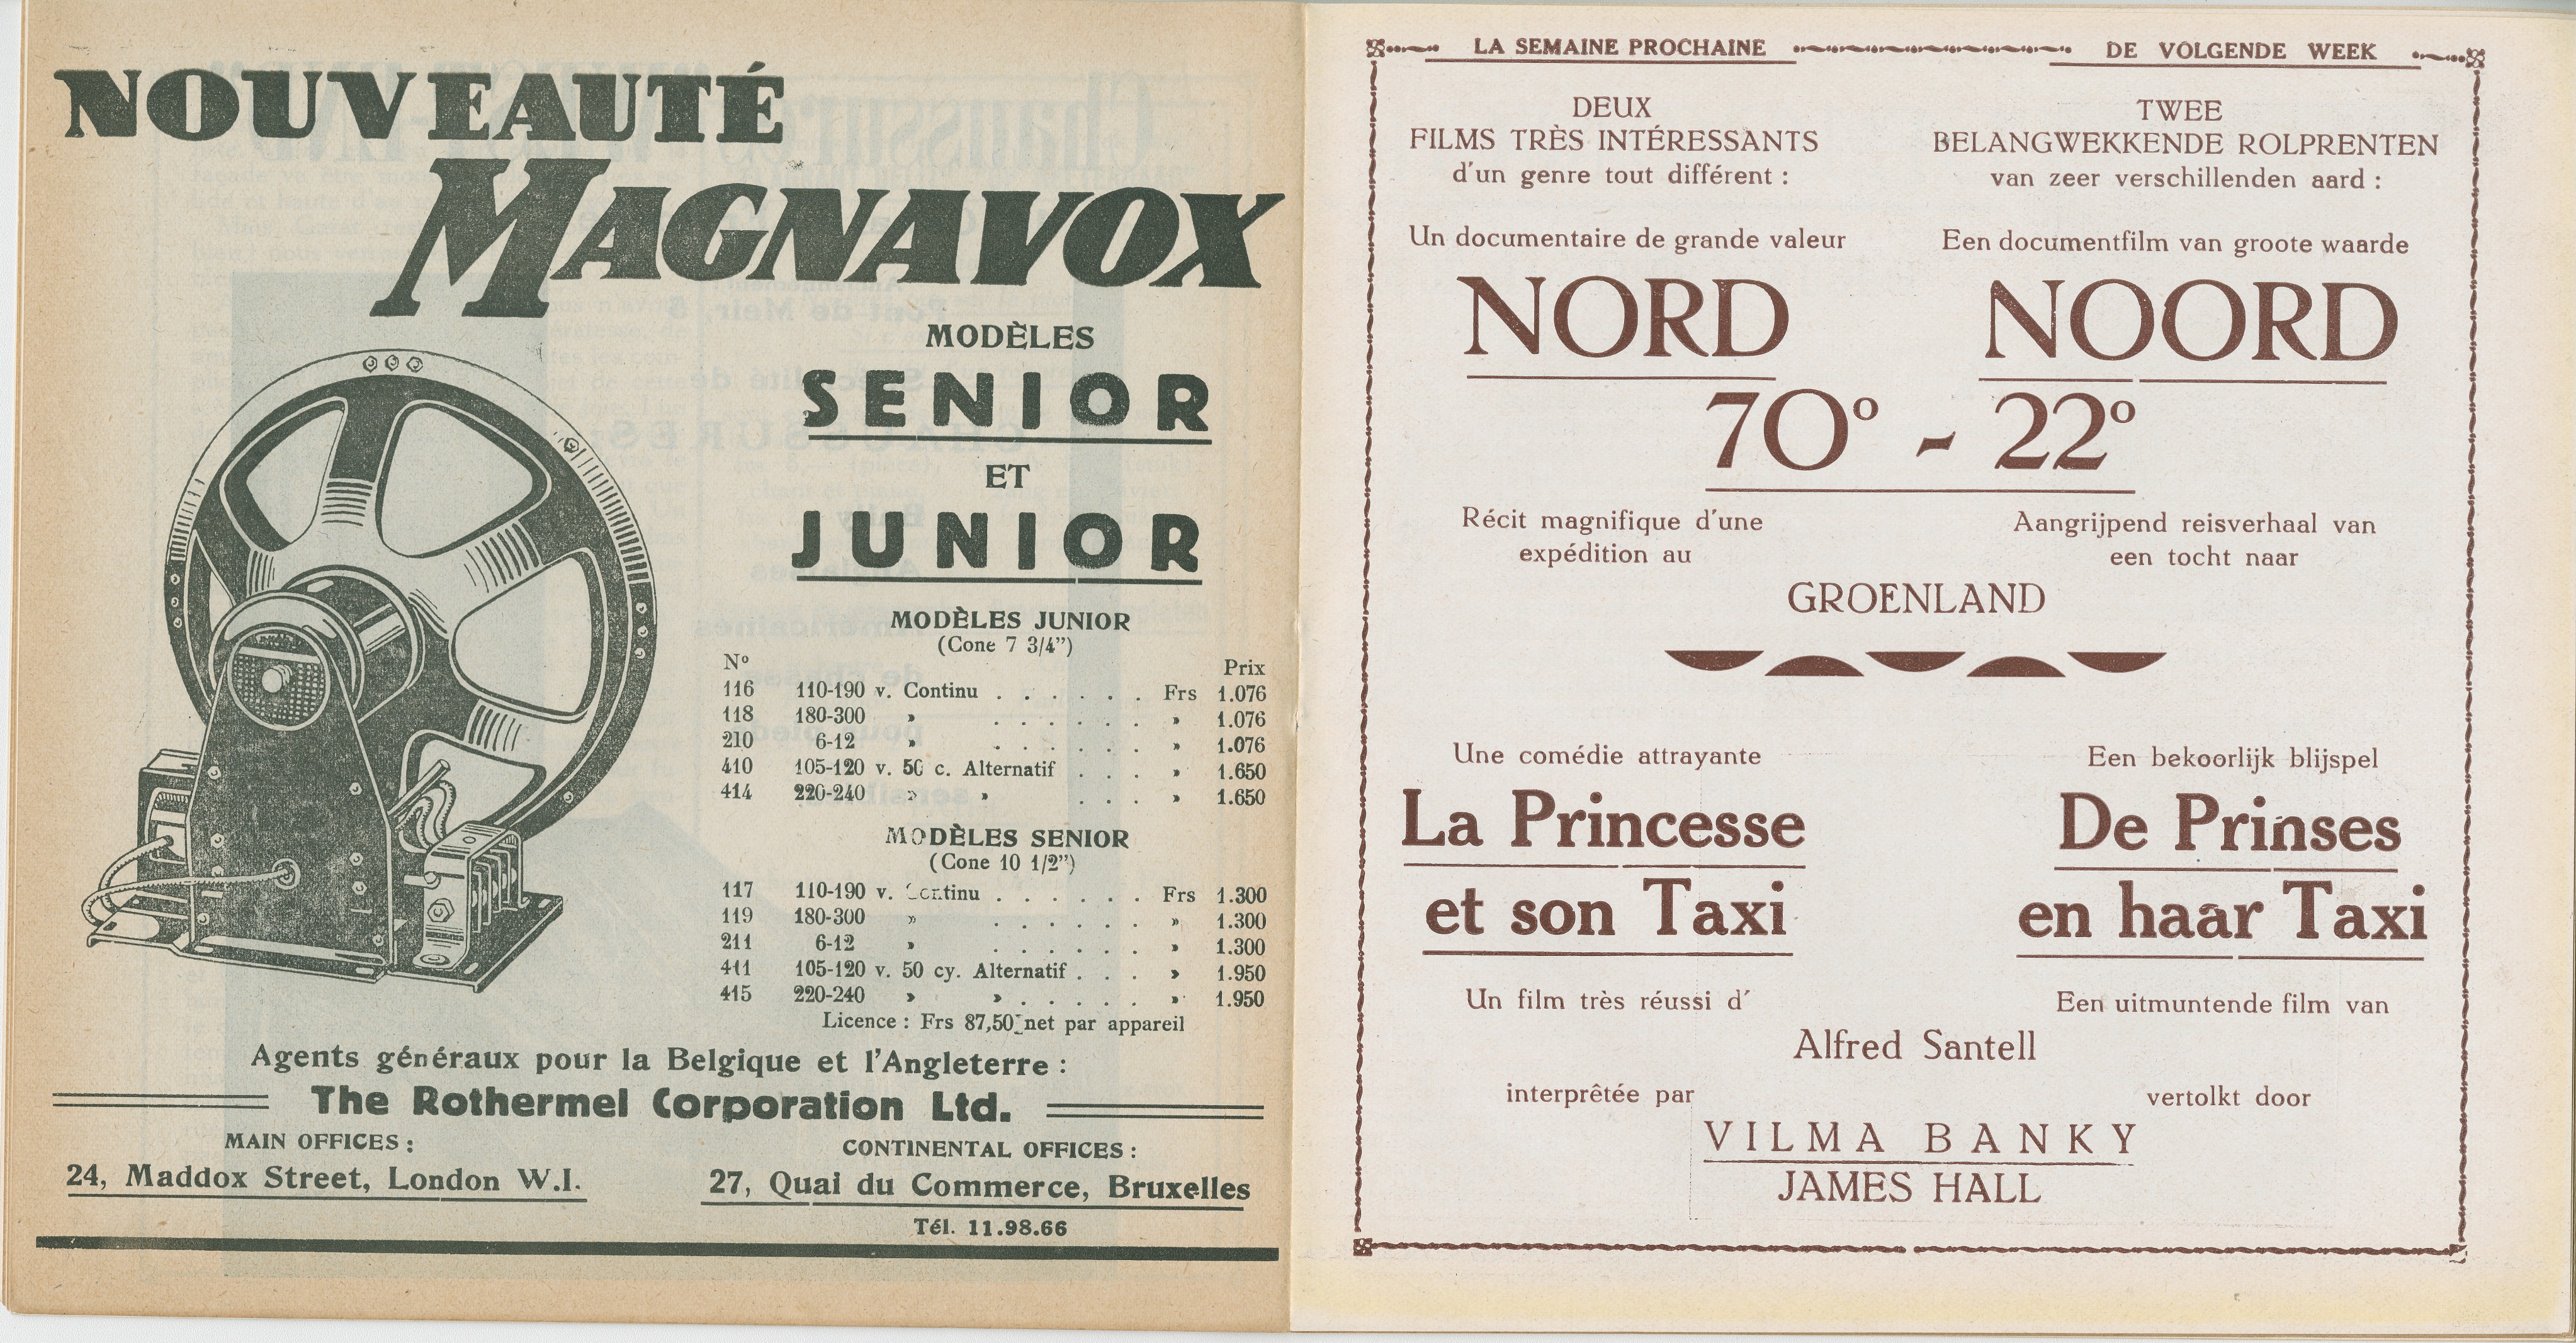 NOUVEAUTÉ
MAGNAVOX
MODÈLES
SENIOR
ET
JUNIOR
MODÈLES JUNIOR
(Cone 7 3/4”)
Nº Prix
116 110-190 v. Continu . . . . . . Frs 1.076
118 180-300 » . . . . . . » 1.076
210 6-12 » . . . . . . » 1.076
410 105-120 v. 50 c. Alternatif . . . » 1.650
414 220-240 » » . . . » 1.650
MODÈLES SENIOR
(Cone 10 1/2”)
117 110-190 v. Continu . . . . . . Frs 1.300
119 180-300 » . . . . . . » 1.300
211 6-12 » . . . . . . » 1.300
411 105-120 v. 50 cy. Alternatif . . . » 1.950
415 220-240 » » . . . . . » 1.950
Licence : Frs 87,50 net par appareil
Agents généraux pour la Belgique et l'Angleterre :
The Rothermel Corporation Ltd.
MAIN OFFICES :
24, Maddox Street, London W.I.
CONTINENTAL OFFICES :
27, Quai du Commerce, Bruxelles
Tél. 11.98.66
LA SEMAINE PROCHAINE
DE VOLGENDE WEEK
DEUX
FILMS TRÈS INTÉRESSANTS
d'un genre tout différent :
TWEE
BELANGWEKKENDE ROLPRENTEN
van zeer verschillenden aard :
Un documentaire de grande valeur
Een documentfilm van groote waarde
NORD
NOORD
70º - 22º
Récit magnifique d'une
expédition au
Aangrijpend reisverhaal van
een tocht naar
GROENLAND
Une comédie attrayante
Een bekoorlijk blijspel
La Princesse
et son Taxi
De Prinses
en haar Taxi
Un film très réussi d'
Een uitmuntende film van
Alfred Santell
interprêtée par
vertolkt door
VILMA BANKY
JAMES HALL